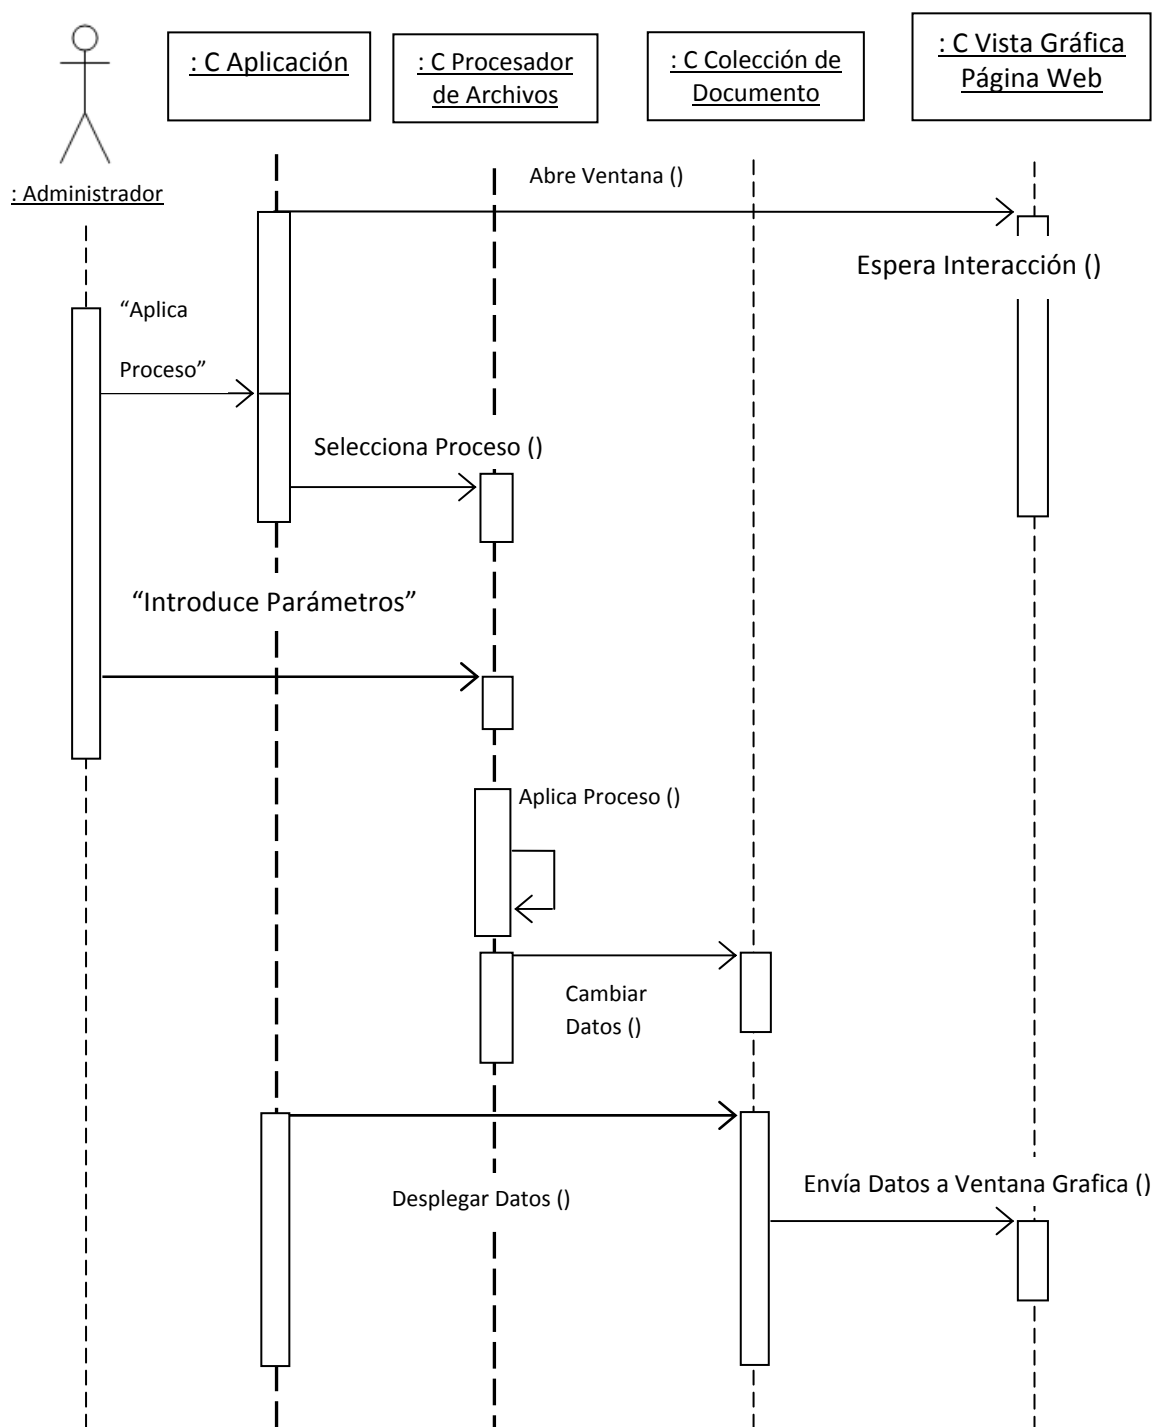 : C Aplicación
: C Procesador
de Archivos
: C Colección de
Documento
: C Vista Gráfica
Página Web
: Administrador
Abre Ventana ()
Espera Interacción ()
“Aplica
Proceso”
Selecciona Proceso ()
“Introduce Parámetros”
Aplica Proceso ()
Cambiar
Datos ()
Desplegar Datos ()
Envía Datos a Ventana Grafica ()